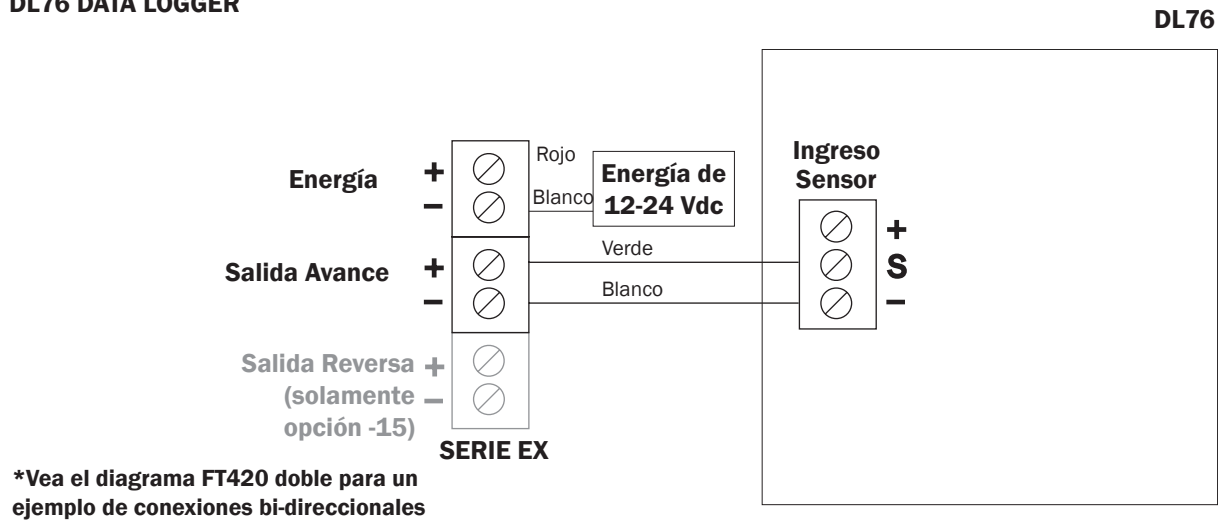 DL76 DATA LOGGER
DL76
Energía
+
−
Rojo
Blanco
Energía de
12-24 Vdc
Ingreso
Sensor
+
S
−
Salida Avance
+
−
Verde
Blanco
Salida Reversa
(solamente
opción -15)
+
−
SERIE EX
*Vea el diagrama FT420 doble para un
ejemplo de conexiones bi-direccionales